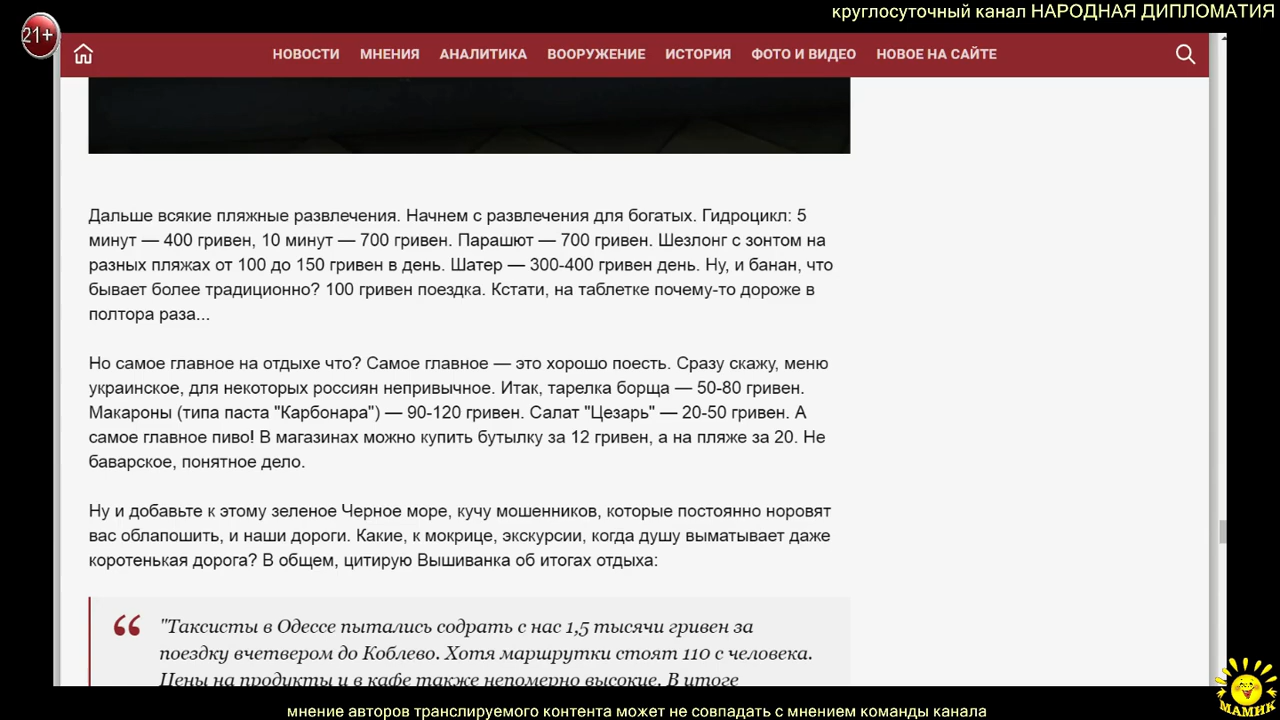 круглосуточный канал НАРОДНАЯ ДИПЛОМАТИЯ
21+
НОВОСТИ МНЕНИЯ АНАЛИТИКА ВООРУЖЕНИЕ ИСТОРИЯ ФОТО И ВИДЕО НОВОЕ НА САЙТЕ
Дальше всякие пляжные развлечения. Начнем с развлечения для богатых. Гидроцикл: 5
минут — 400 гривен, 10 минут — 700 гривен. Парашют — 700 гривен. Шезлонг с зонтом на
разных пляжах от 100 до 150 гривен в день. Шатер — 300-400 гривен день. Ну, и банан, что
бывает более традиционно? 100 гривен поездка. Кстати, на таблетке почему-то дороже в
полтора раза...
Но самое главное на отдыхе что? Самое главное — это хорошо поесть. Сразу скажу, меню
украинское, для некоторых россиян непривычное. Итак, тарелка борща — 50-80 гривен.
Макароны (типа паста "Карбонара") — 90-120 гривен. Салат "Цезарь" — 20-50 гривен. А
самое главное пиво! В магазинах можно купить бутылку за 12 гривен, а на пляже за 20. Не
баварское, понятное дело.
Ну и добавьте к этому зеленое Черное море, кучу мошенников, которые постоянно норовят
вас облапошить, и наши дороги. Какие, к мокрице, экскурсии, когда душу выматывает даже
коротенькая дорога? В общем, цитирую Вышиванка об итогах отдыха:
"Таксисты в Одессе пытались содрать с нас 1,5 тысячи гривен за
поездку вчетвером до Коблево. Хотя маршрутки стоят 110 с человека.
Цены на продукты и в кафе также непомерно высокие. В итоге
МАМИК
мнение авторов транслируемого контента может не совпадать с мнением команды канала